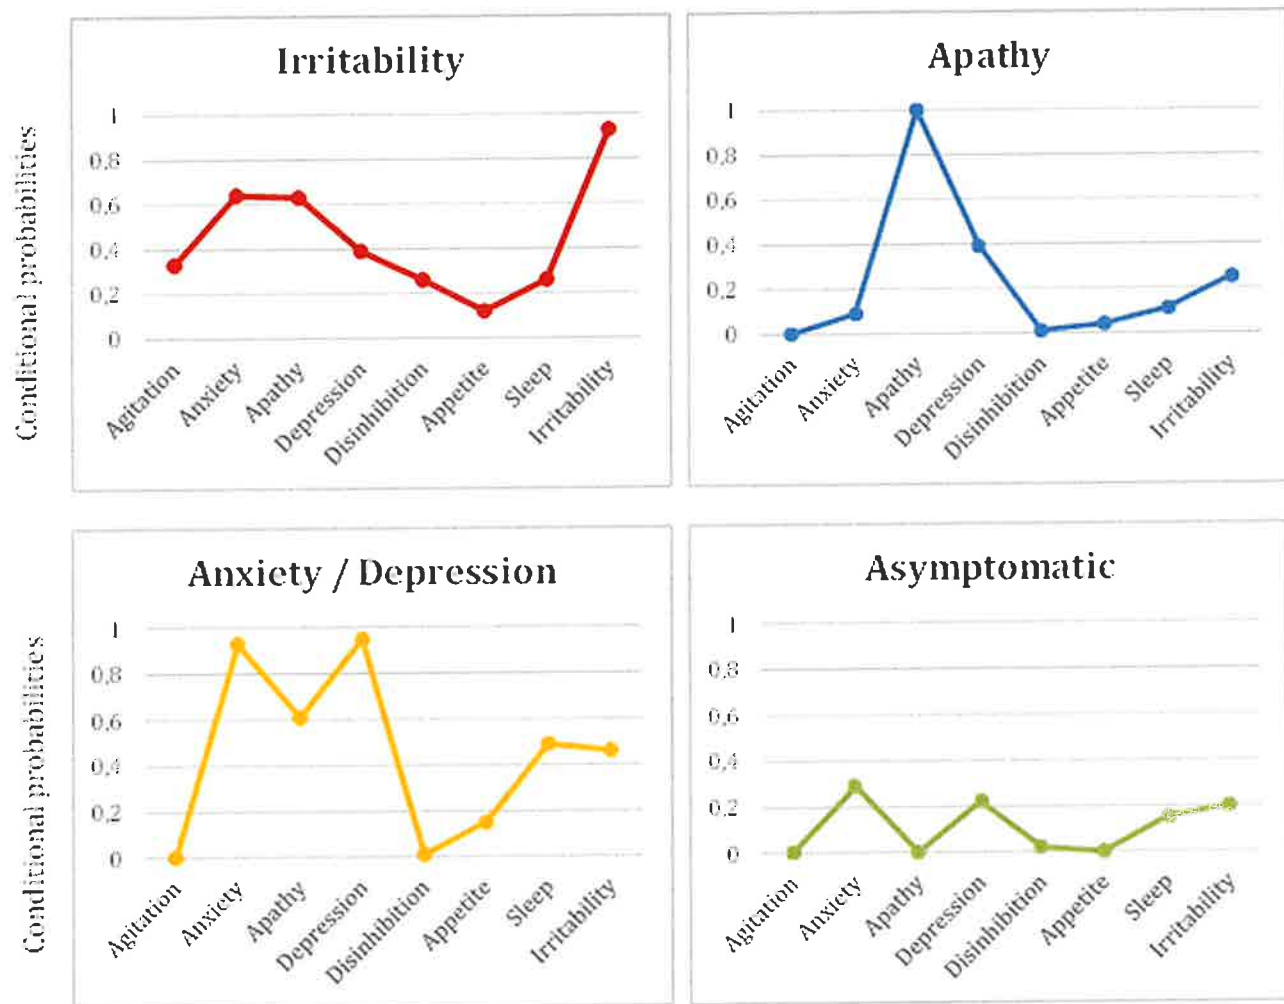 Irritability
Conditional probabilities
1
0,8
0,6
0,4
0,2
0
Agitation
Anxiety
Apathy
Depression
Disinhibition
Appetite
Sleep
Irritability
Apathy
1
0,8
0,6
0,4
0,2
0
Agitation
Anxiety
Apathy
Depression
Disinhibition
Appetite
Sleep
Irritability
Anxiety / Depression
Conditional probabilities
1
0,8
0,6
0,4
0,2
0
Agitation
Anxiety
Apathy
Depression
Disinhibition
Appetite
Sleep
Irritability
Asymptomatic
1
0,8
0,6
0,4
0,2
0
Agitation
Anxiety
Apathy
Depression
Disinhibition
Appetite
Sleep
Irritability